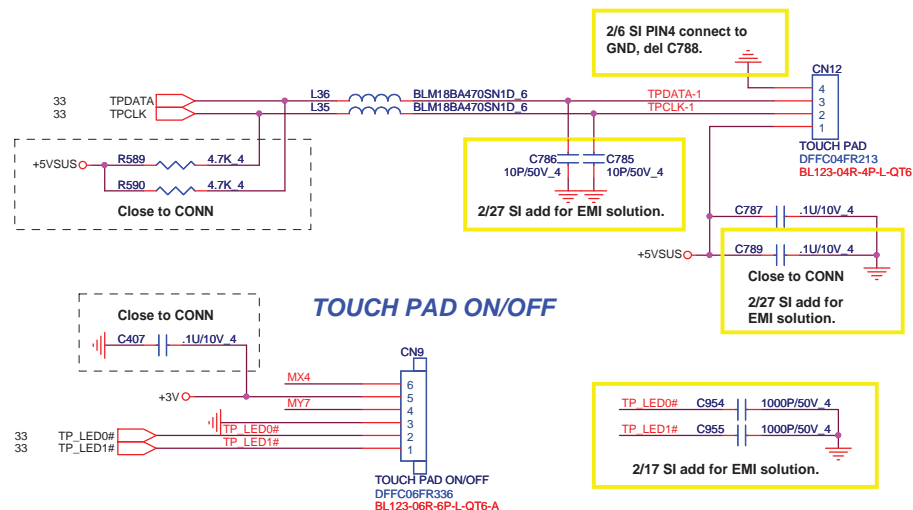 2/6 SI PIN4 connect to
GND, del C788.
CN12
33 TPDATA L36 BLM18BA470SN1D_6 TPDATA-1
33 TPCLK L35 BLM18BA470SN1D_6 TPCLK-1
4
3
2
1
TOUCH PAD
DFFC04FR213
BL123-04R-4P-L-QT6
+5VSUS R589 4.7K_4
R590 4.7K_4
Close to CONN
C786 C785
10P/50V_4 10P/50V_4
2/27 SI add for EMI solution.
C787 .1U/10V_4
+5VSUS C789 .1U/10V_4
Close to CONN
2/27 SI add for
EMI solution.
TOUCH PAD ON/OFF
Close to CONN
C407 .1U/10V_4
CN9
MX4 6
+3V 5
MY7 4
3
33 TP_LED0# TP_LED0# 2
33 TP_LED1# TP_LED1# 1
TOUCH PAD ON/OFF
DFFC06FR336
BL123-06R-6P-L-QT6-A
TP_LED0# C954 1000P/50V_4
TP_LED1# C955 1000P/50V_4
2/17 SI add for EMI solution.